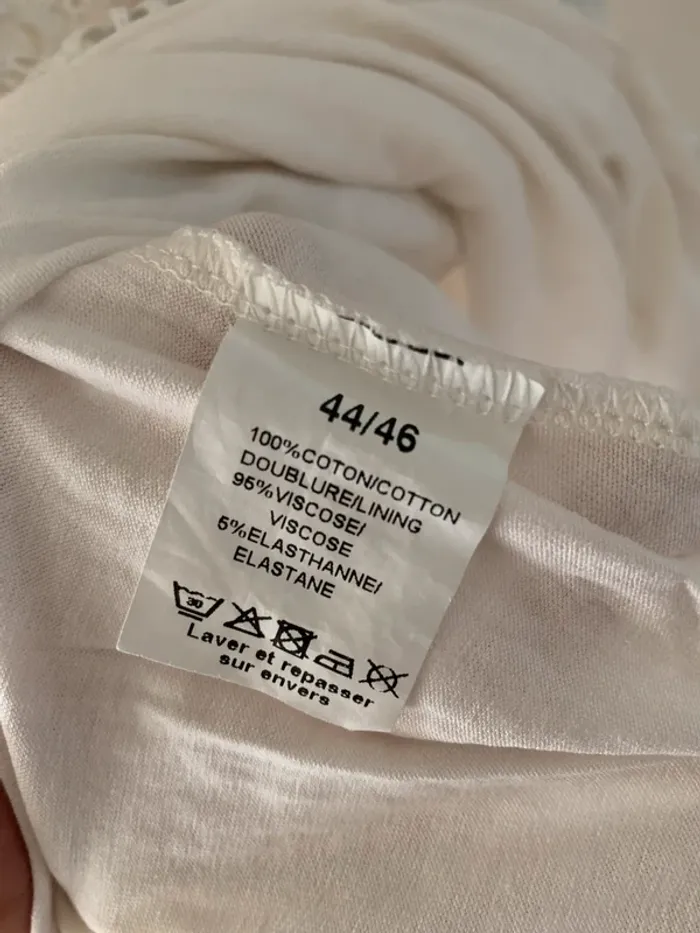 44/46
100%COTON/COTTON
DOUBLURE/LINING
95%VISCOSE/
VISCOSE
5%ELASTHANNE/
ELASTANE
30
Laver et repasser
sur envers